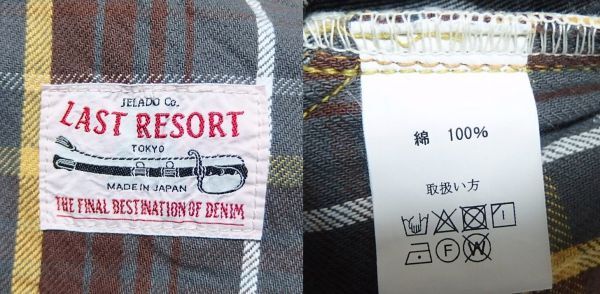 JELADO Co.
LAST RESORT
TOKYO
MADE IN JAPAN
THE FINAL DESTINATION OF DENIM
綿 100%
取扱い方
F W